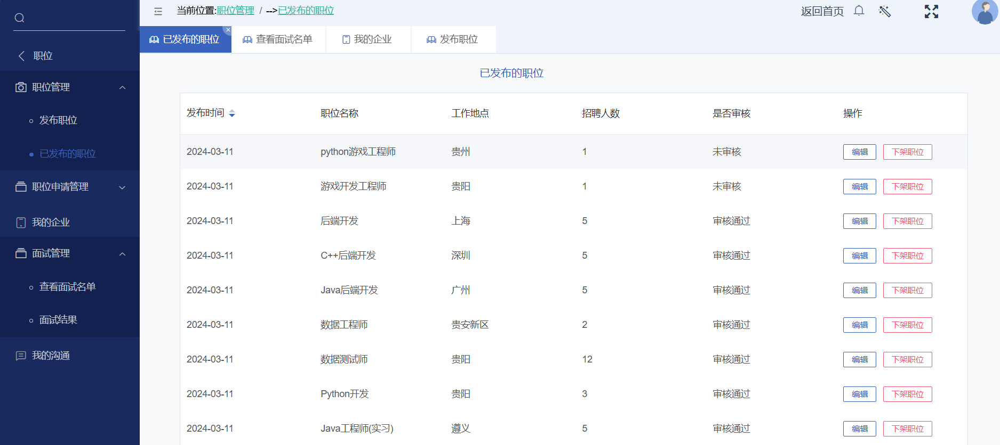 当前位置:职位管理 / -->已发布的职位
返回首页
已发布的职位 查看面试名单 我的企业 发布职位
职位
职位管理
发布职位
已发布的职位
职位申请管理
我的企业
面试管理
查看面试名单
面试结果
我的沟通
已发布的职位
发布时间 职位名称 工作地点 招聘人数 是否审核 操作
2024-03-11 python游戏工程师 贵州 1 未审核 编辑 下架职位
2024-03-11 游戏开发工程师 贵阳 1 未审核 编辑 下架职位
2024-03-11 后端开发 上海 5 审核通过 编辑 下架职位
2024-03-11 C++后端开发 深圳 5 审核通过 编辑 下架职位
2024-03-11 Java后端开发 广州 5 审核通过 编辑 下架职位
2024-03-11 数据工程师 贵安新区 2 审核通过 编辑 下架职位
2024-03-11 数据测试师 贵阳 12 审核通过 编辑 下架职位
2024-03-11 Python开发 贵阳 3 审核通过 编辑 下架职位
2024-03-11 Java工程师(实习) 遵义 5 审核通过 编辑 下架职位